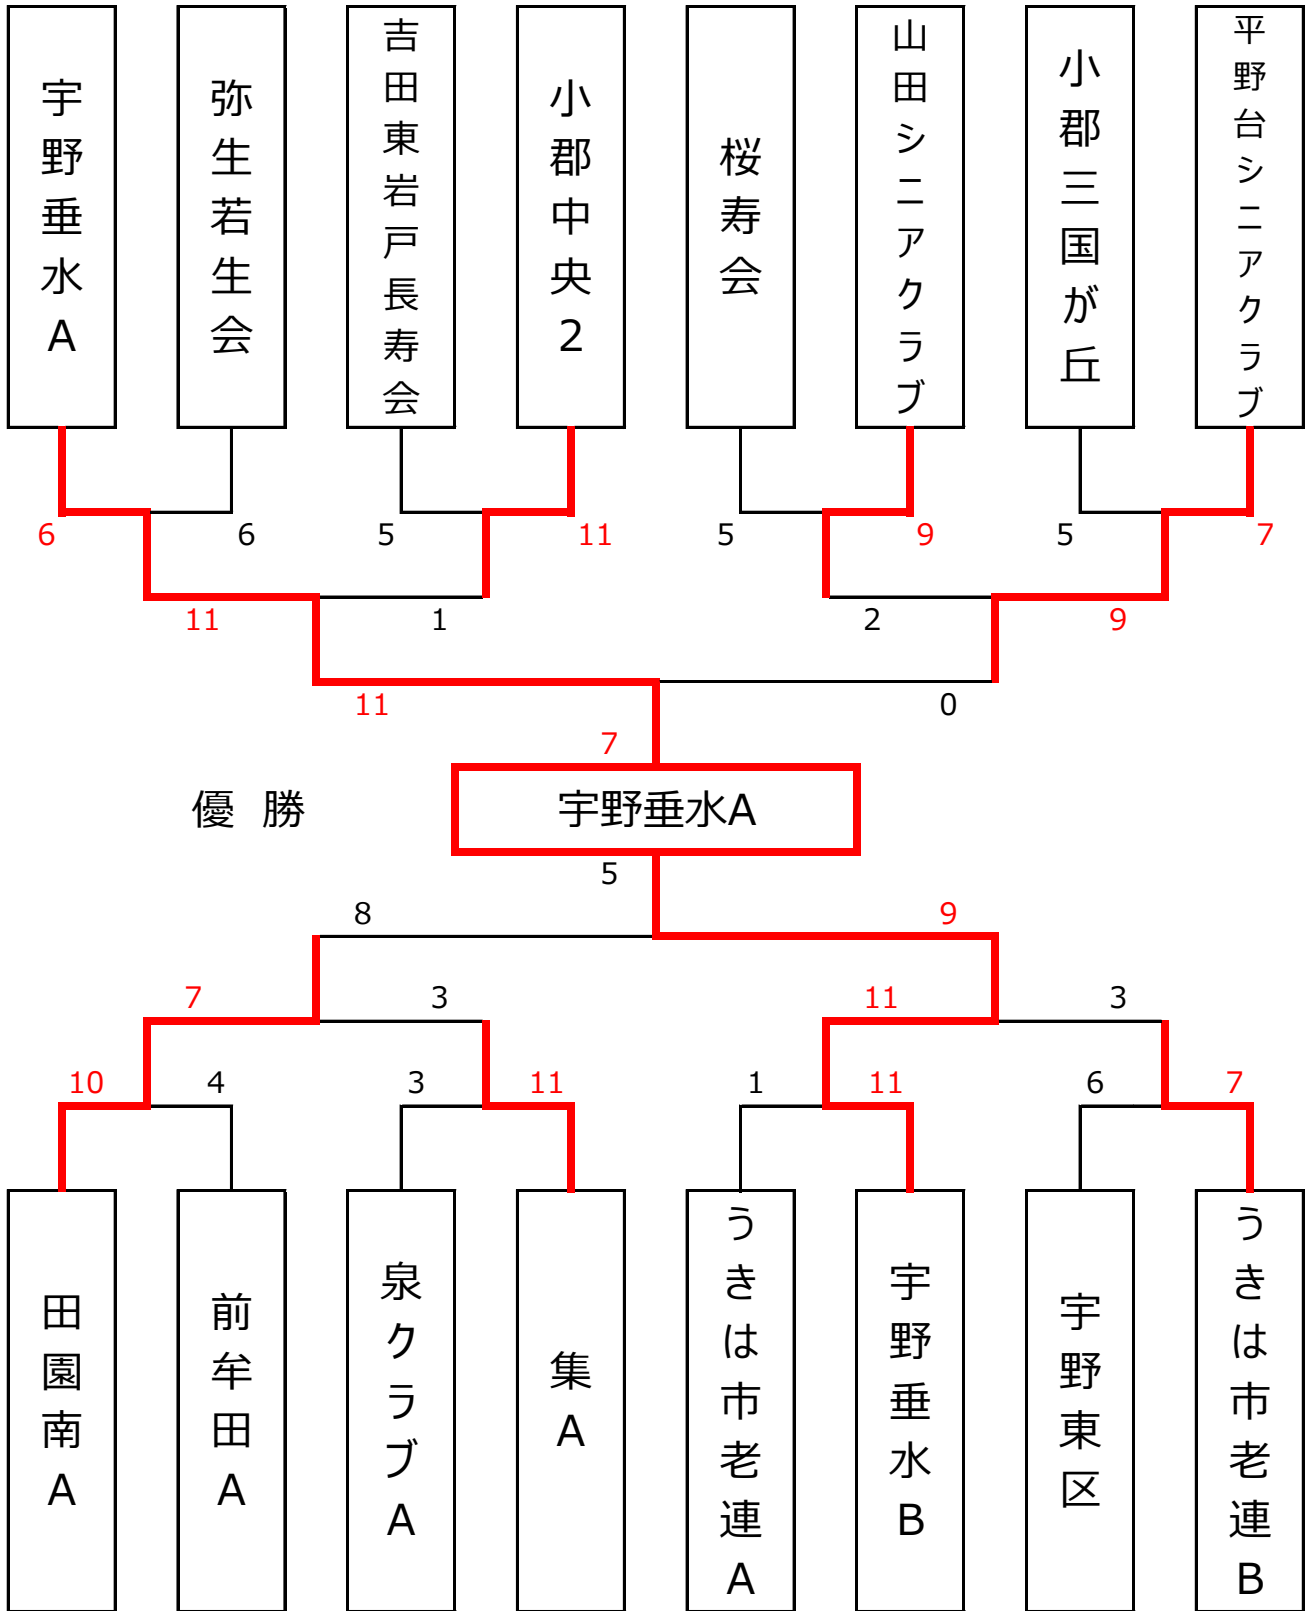 宇野垂水A
弥生若生会
吉田東岩戸長寿会
小郡中央2
桜寿会
山田シニアクラブ
小郡三国が丘
平野台シニアクラブ
6 6 5 11 5 9 5 7
11 1 2 9
11 0
7
優勝 宇野垂水A
5
8 9
7 3 11 3
10 4 3 11 1 11 6 7
田園南A
前牟田A
泉クラブA
集A
うきは市老連A
宇野垂水B
宇野東区
うきは市老連B